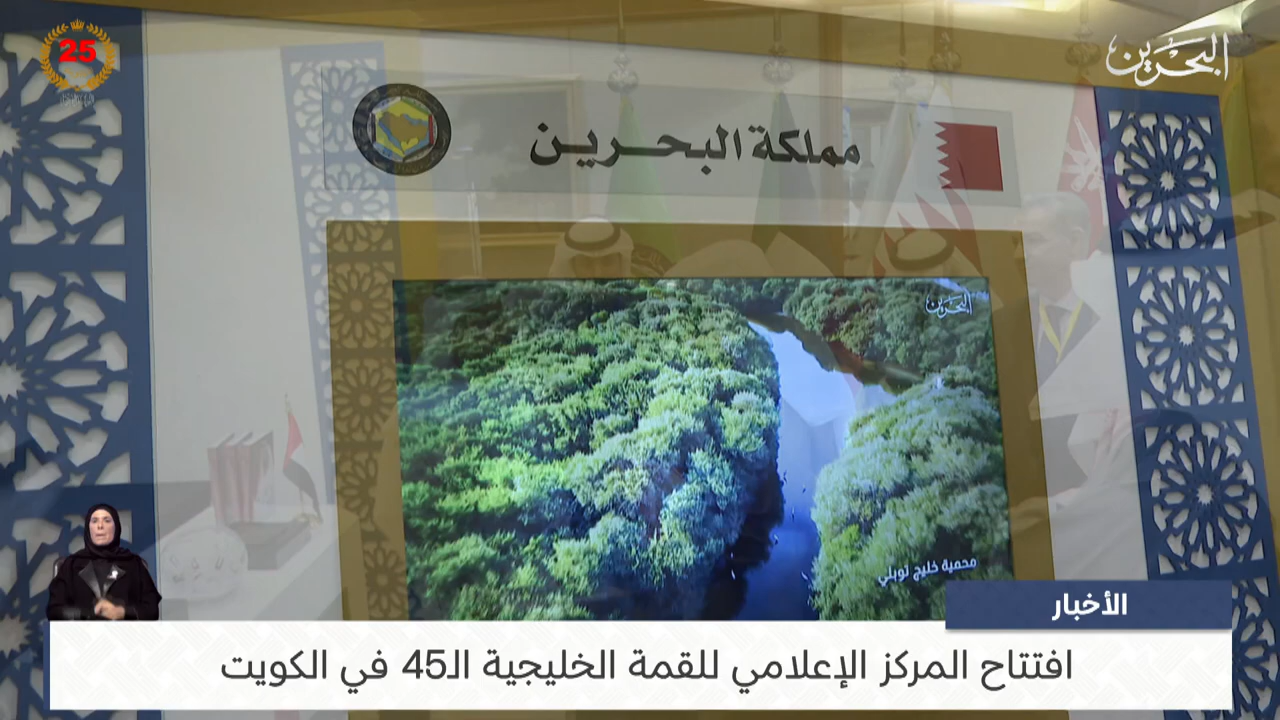 25
البحرين
مملكة البحرين
البحرين
محمية خليج توبلي
الأخبار
افتتاح المركز الإعلامي للقمة الخليجية الـ45 في الكويت